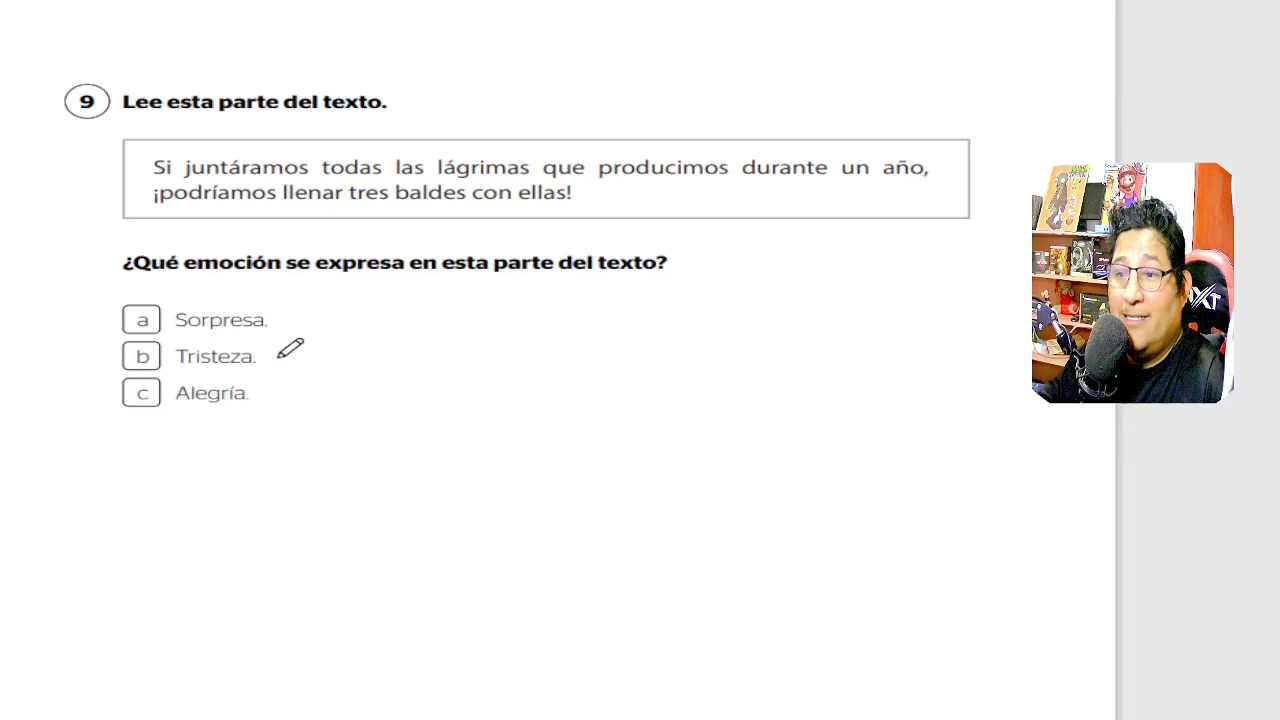 9 Lee esta parte del texto.
Si juntáramos todas las lágrimas que producimos durante un año,
¡podríamos llenar tres baldes con ellas!
¿Qué emoción se expresa en esta parte del texto?
a Sorpresa.
b Tristeza.
c Alegría.